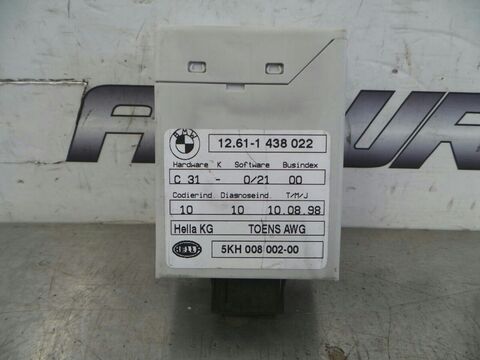 BMW
12.61-1 438 022
Hardware K Software Busindex
C 31 - 0/21 00
Codierind. Diagnoseind. T/M/J
10 10 10.08.98
Hella KG TOENS AWG
HELLA 5KH 008 002-00